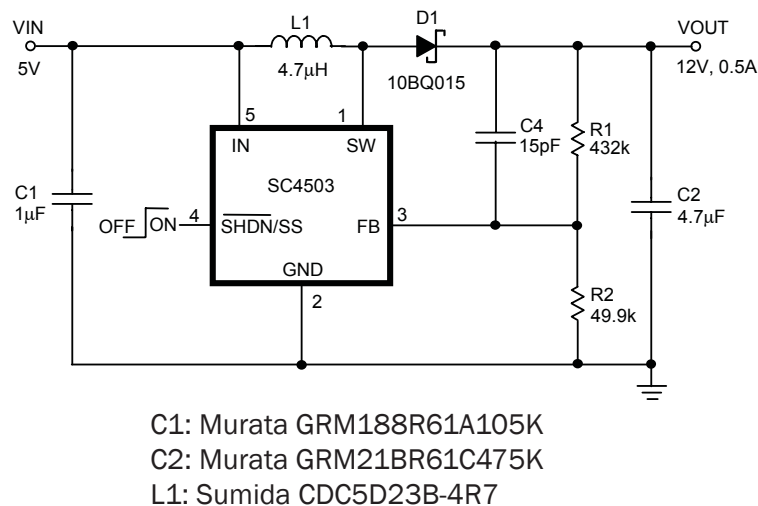 L1
VIN
D1
VOUT
5V
4.7µH
10BQ015
12V, 0.5A
5
1
IN
SW
C4
15pF
R1
432k
SC4503
C1
1µF
C2
4.7µF
OFF
ON
4
SHDN/SS
FB
3
GND
2
R2
49.9k
C1: Murata GRM188R61A105K
C2: Murata GRM21BR61C475K
L1: Sumida CDC5D23B-4R7